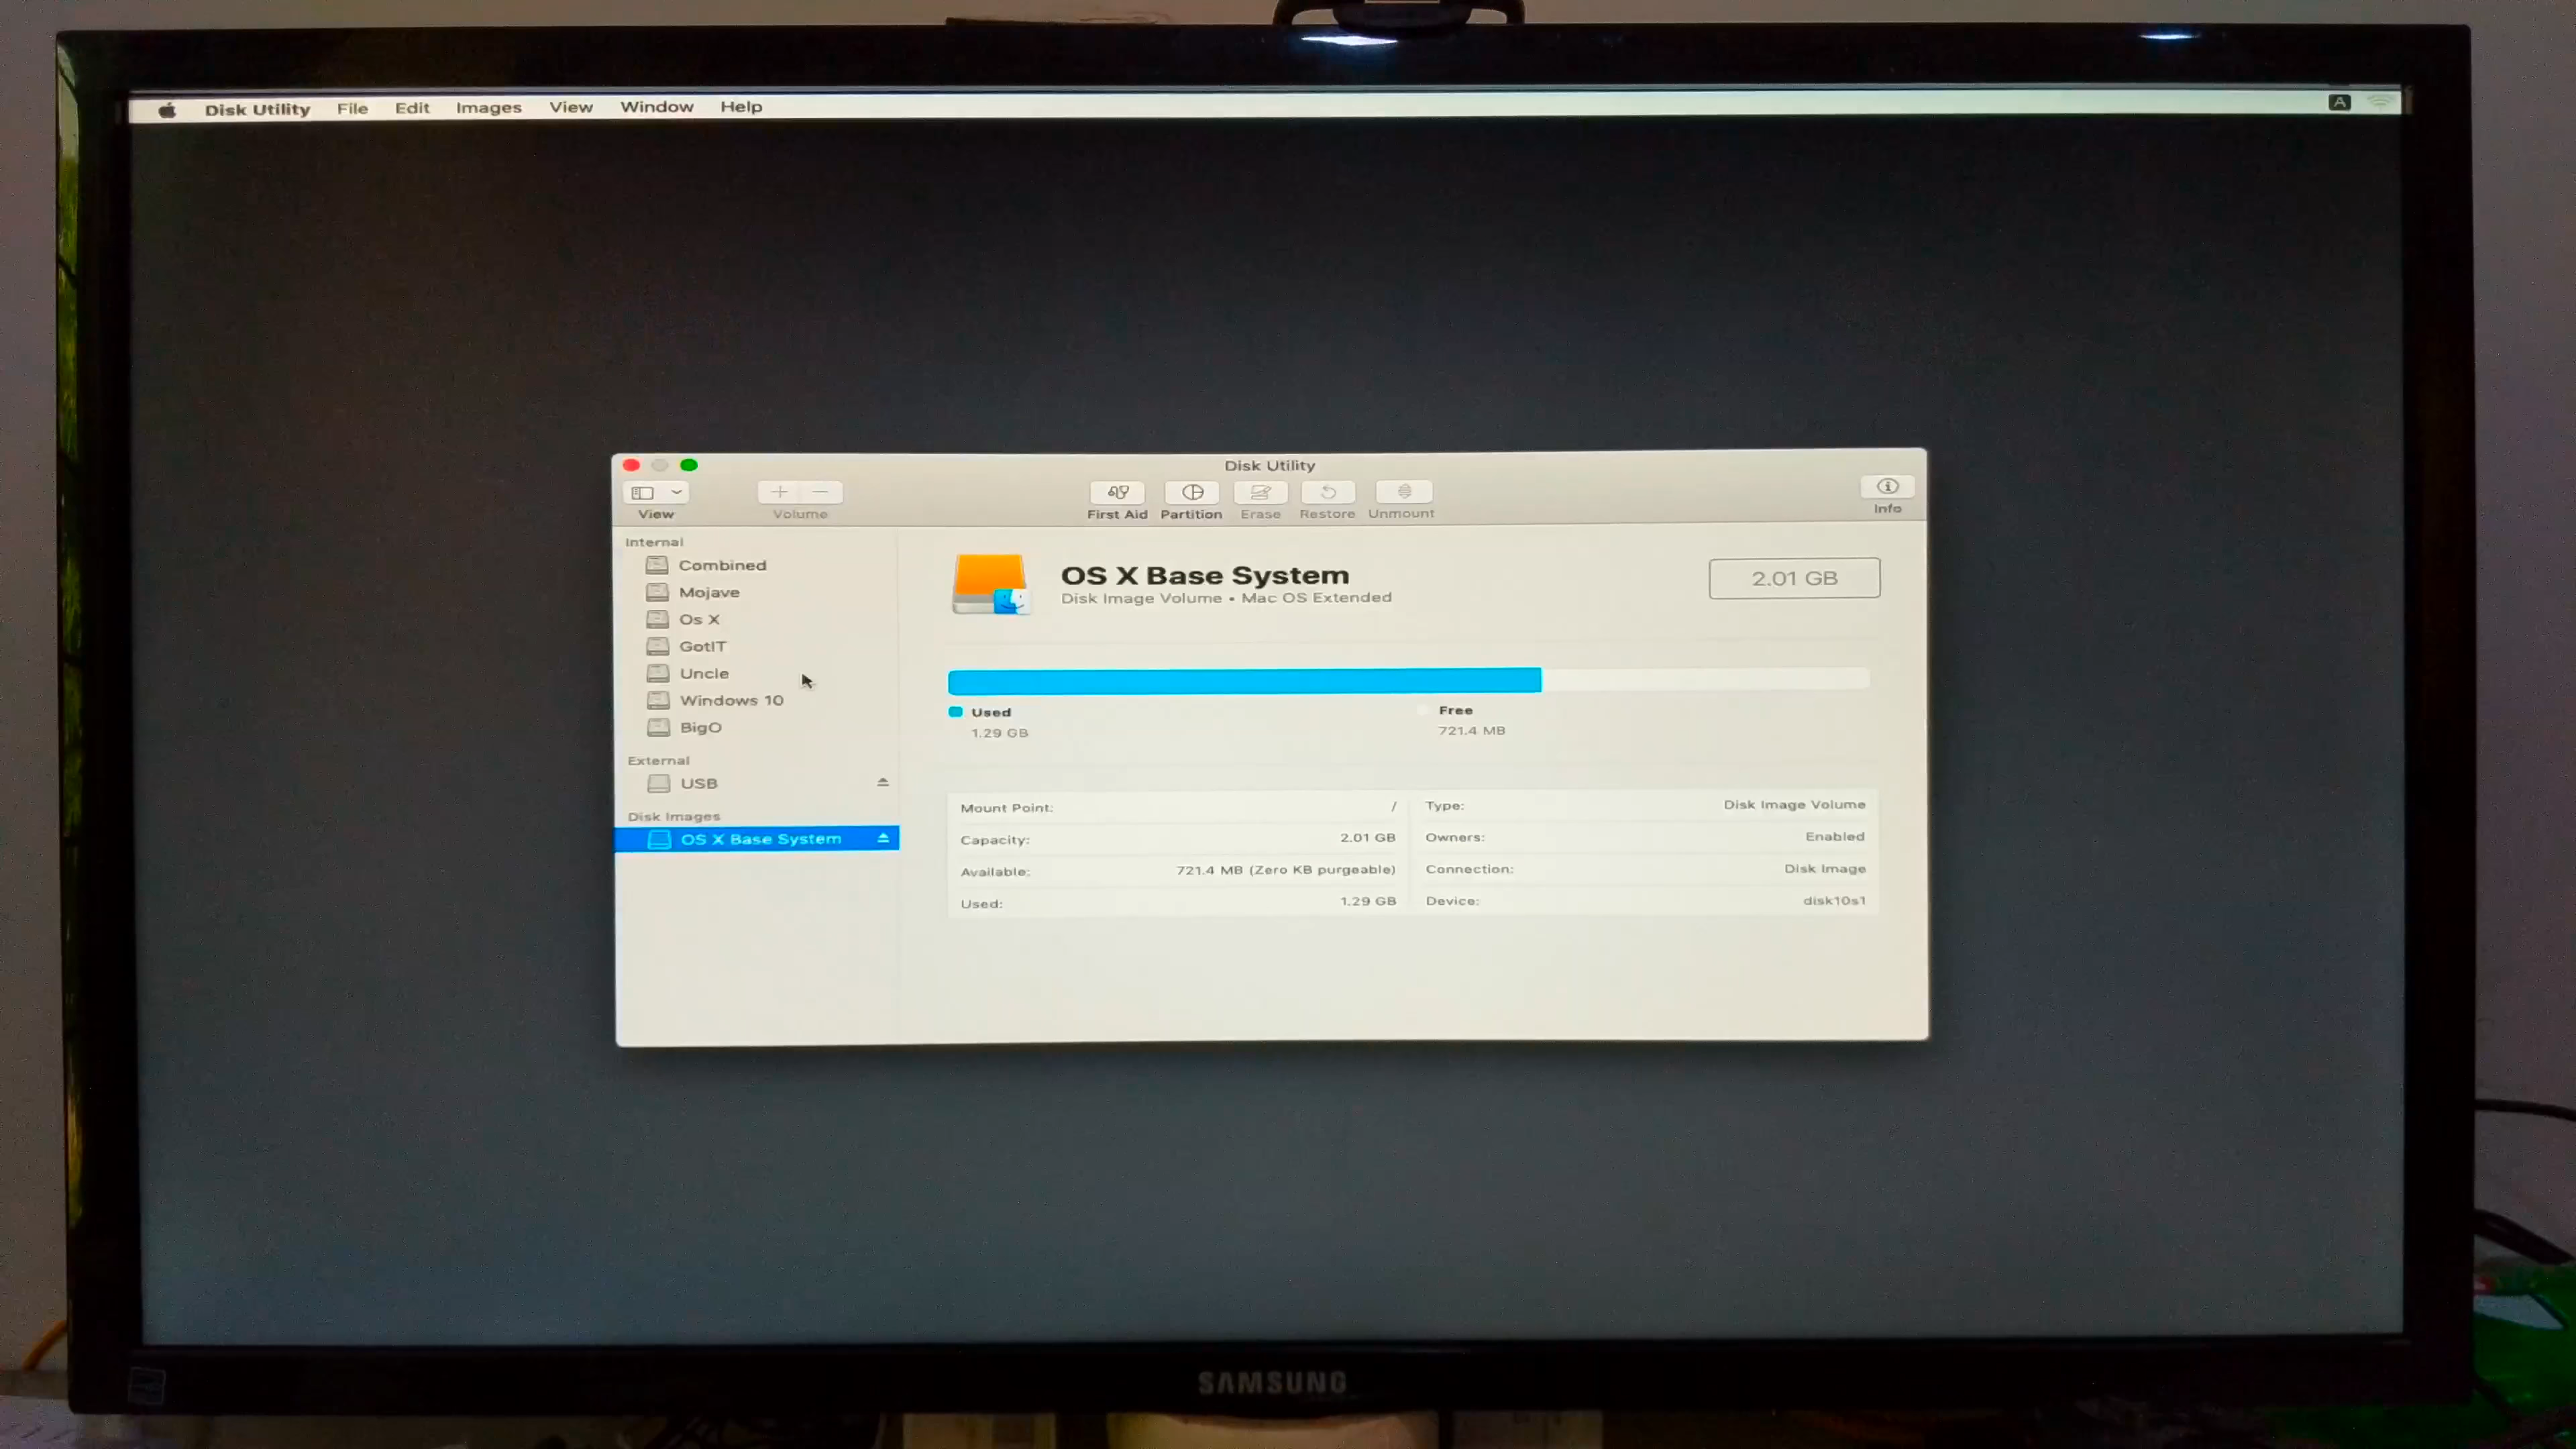 Disk Utility File Edit Images View Window Help A
Disk Utility
View Volume First Aid Partition Erase Restore Unmount Info
Internal
Combined
Mojave
Os X
GotIT
Uncle
Windows 10
BigO
External
USB
Disk Images
OS X Base System
OS X Base System
Disk Image Volume • Mac OS Extended
2.01 GB
Used
1.29 GB
Free
721.4 MB
Mount Point: /
Capacity: 2.01 GB
Available: 721.4 MB (Zero KB purgeable)
Used: 1.29 GB
Type: Disk Image Volume
Owners: Enabled
Connection: Disk Image
Device: disk10s1
SAMSUNG